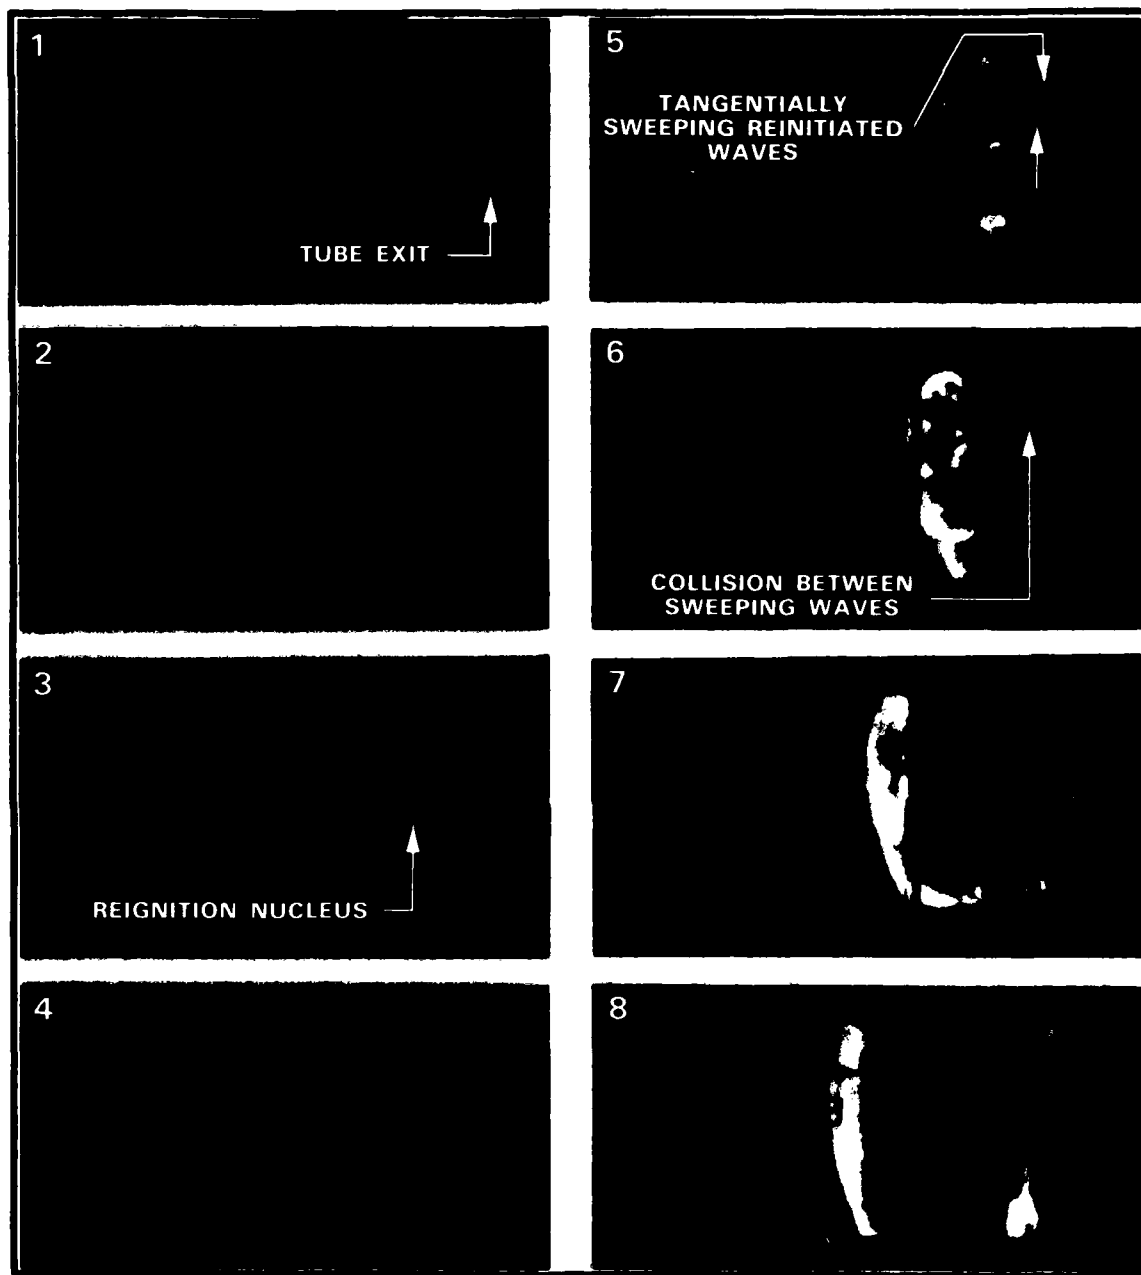 1
TUBE EXIT
2
3
REIGNITION NUCLEUS
4
5
TANGENTIALLY
SWEEPING REINITIATED
WAVES
6
COLLISION BETWEEN
SWEEPING WAVES
7
8